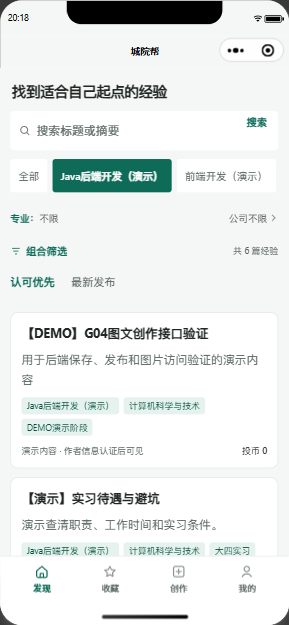 20:18
城院帮
找到适合自己起点的经验
搜索标题或摘要
搜索
全部 Java后端开发（演示） 前端开发（演示）
专业：不限 公司不限
组合筛选 共 6 篇经验
认可优先 最新发布
【DEMO】G04图文创作接口验证
用于后端保存、发布和图片访问验证的演示内
容
Java后端开发（演示） 计算机科学与技术
DEMO演示阶段
演示内容 · 作者信息认证后可见 投币 0
【演示】实习待遇与避坑
演示查清职责、工作时间和实习条件。
Java后端开发（演示） 计算机科学与技术 大四实习
发现 收藏 创作 我的